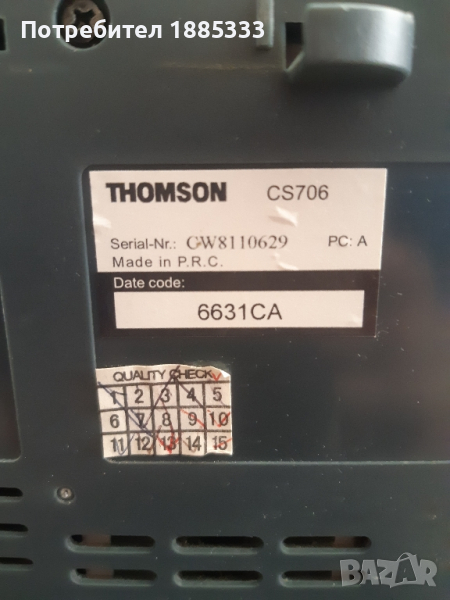 Потребител 1885333
THOMSON CS706
Serial-Nr.: GW8110629 PC: A
Made in P.R.C.
Date code:
6631CA
QUALITY CHECK
1 2 3 4 5
6 7 8 9 10
11 12 13 14 15
BAZAR